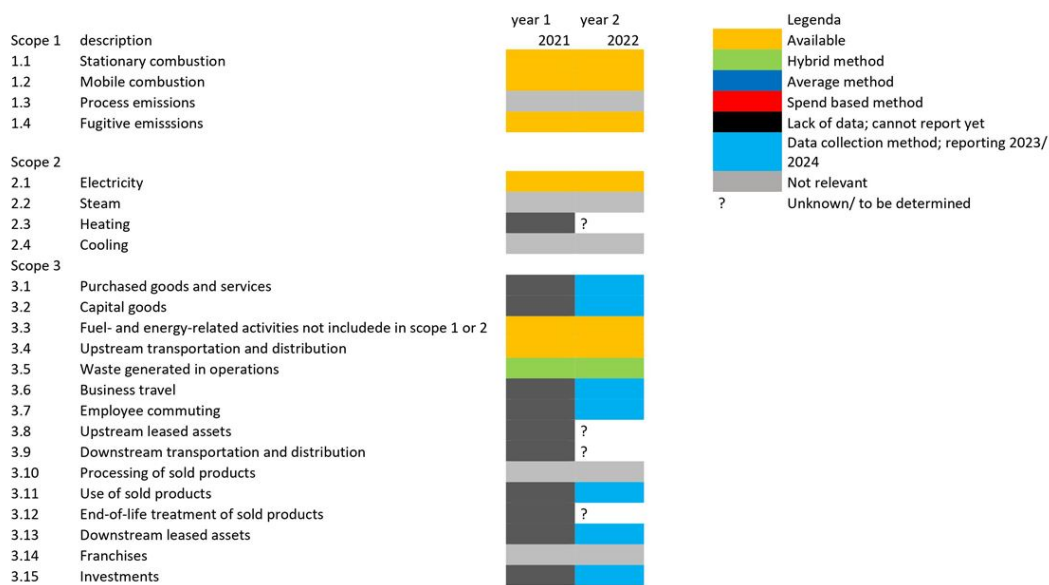 year 1 year 2 Legenda
Scope 1 description 2021 2022 Available
1.1 Stationary combustion Hybrid method
1.2 Mobile combustion Average method
1.3 Process emissions Spend based method
1.4 Fugitive emisssions Lack of data; cannot report yet
Data collection method; reporting 2023/
2024
Scope 2
2.1 Electricity Not relevant
2.2 Steam ? Unknown/ to be determined
2.3 Heating ?
2.4 Cooling
Scope 3
3.1 Purchased goods and services
3.2 Capital goods
3.3 Fuel- and energy-related activities not includede in scope 1 or 2
3.4 Upstream transportation and distribution
3.5 Waste generated in operations
3.6 Business travel
3.7 Employee commuting
3.8 Upstream leased assets ?
3.9 Downstream transportation and distribution ?
3.10 Processing of sold products
3.11 Use of sold products
3.12 End-of-life treatment of sold products ?
3.13 Downstream leased assets
3.14 Franchises
3.15 Investments